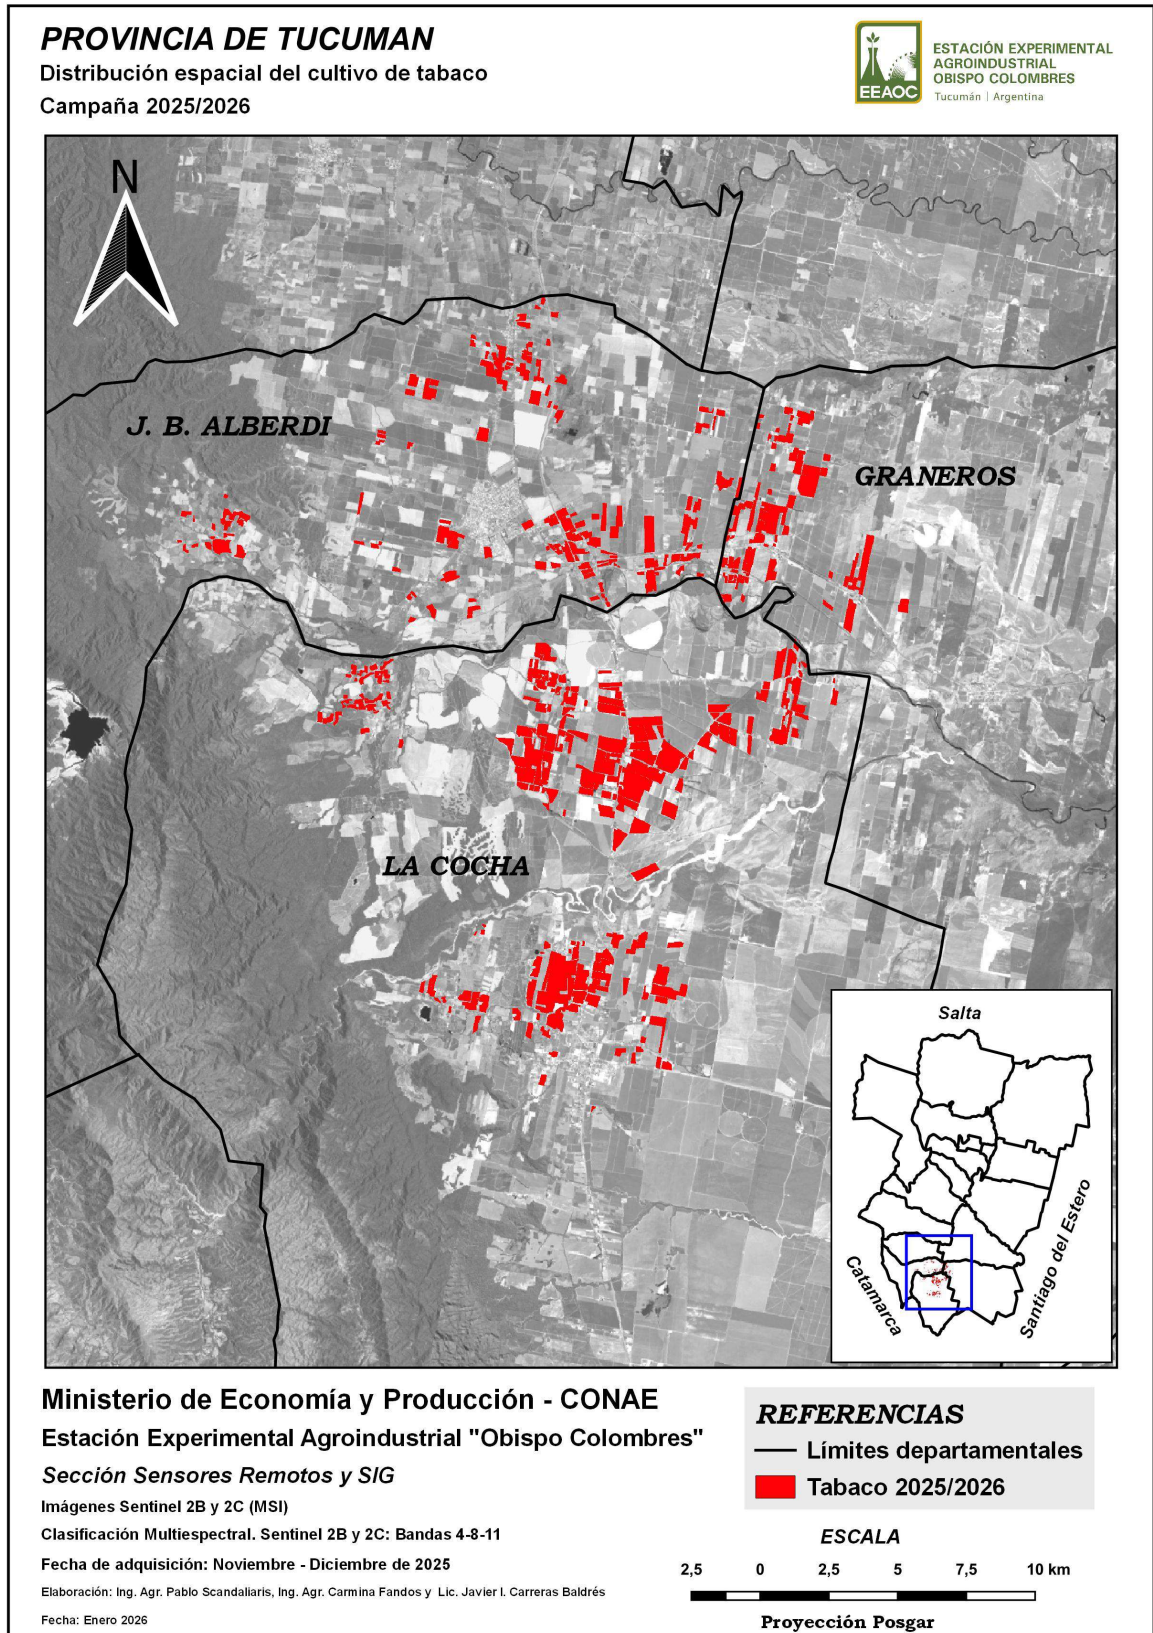 PROVINCIA DE TUCUMAN
Distribución espacial del cultivo de tabaco
Campaña 2025/2026
EEAOC
ESTACIÓN EXPERIMENTAL
AGROINDUSTRIAL
OBISPO COLOMBRES
Tucumán | Argentina
N
J. B. ALBERDI
GRANEROS
LA COCHA
Salta
Catamarca
Santiago del Estero
Ministerio de Economía y Producción - CONAE
Estación Experimental Agroindustrial "Obispo Colombres"
Sección Sensores Remotos y SIG
Imágenes Sentinel 2B y 2C (MSI)
Clasificación Multiespectral. Sentinel 2B y 2C: Bandas 4-8-11
Fecha de adquisición: Noviembre - Diciembre de 2025
Elaboración: Ing. Agr. Pablo Scandaliaris, Ing. Agr. Carmina Fandos y Lic. Javier I. Carreras Baldrés
Fecha: Enero 2026
REFERENCIAS
Límites departamentales
Tabaco 2025/2026
ESCALA
2,5 0 2,5 5 7,5 10 km
Proyección Posgar